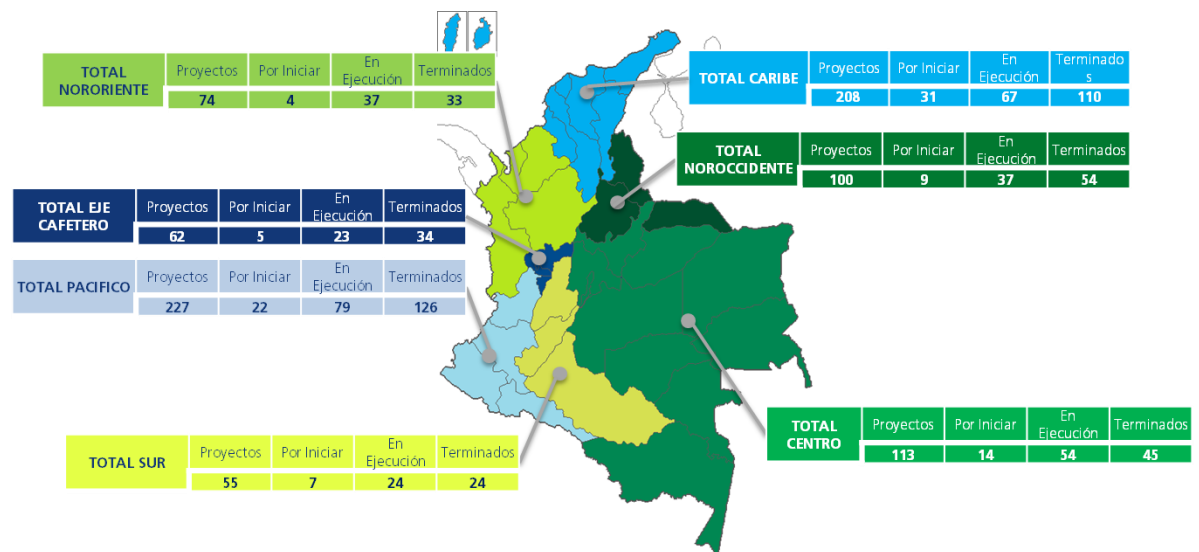 TOTAL NORORIENTE
Proyectos Por Iniciar En Ejecución Terminados
74 4 37 33
TOTAL CARIBE
Proyectos Por Iniciar En Ejecución Terminado s
208 31 67 110
TOTAL NOROCCIDENTE
Proyectos Por Iniciar En Ejecución Terminados
100 9 37 54
TOTAL EJE CAFETERO
Proyectos Por Iniciar En Ejecución Terminados
62 5 23 34
TOTAL PACIFICO
Proyectos Por Iniciar En Ejecución Terminados
227 22 79 126
TOTAL SUR
Proyectos Por Iniciar En Ejecución Terminados
55 7 24 24
TOTAL CENTRO
Proyectos Por Iniciar En Ejecución Terminados
113 14 54 45